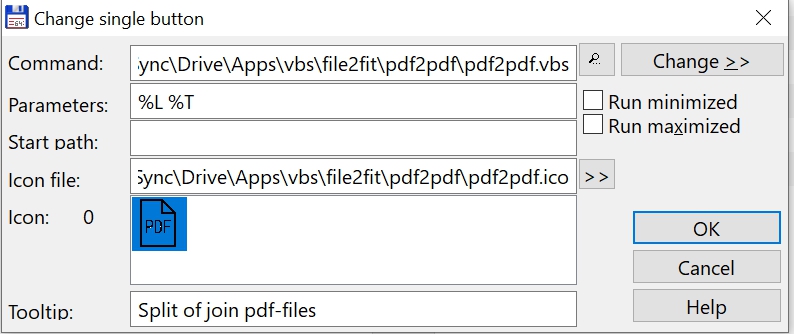 Change single button
Command: ync\Drive\Apps\vbs\file2fit\pdf2pdf\pdf2pdf.vbs Change >>
Parameters: %L %T Run minimized
Run maximized
Start path:
Icon file: Sync\Drive\Apps\vbs\file2fit\pdf2pdf\pdf2pdf.ico >>
Icon: 0 PDF
OK
Cancel
Tooltip: Split of join pdf-files Help